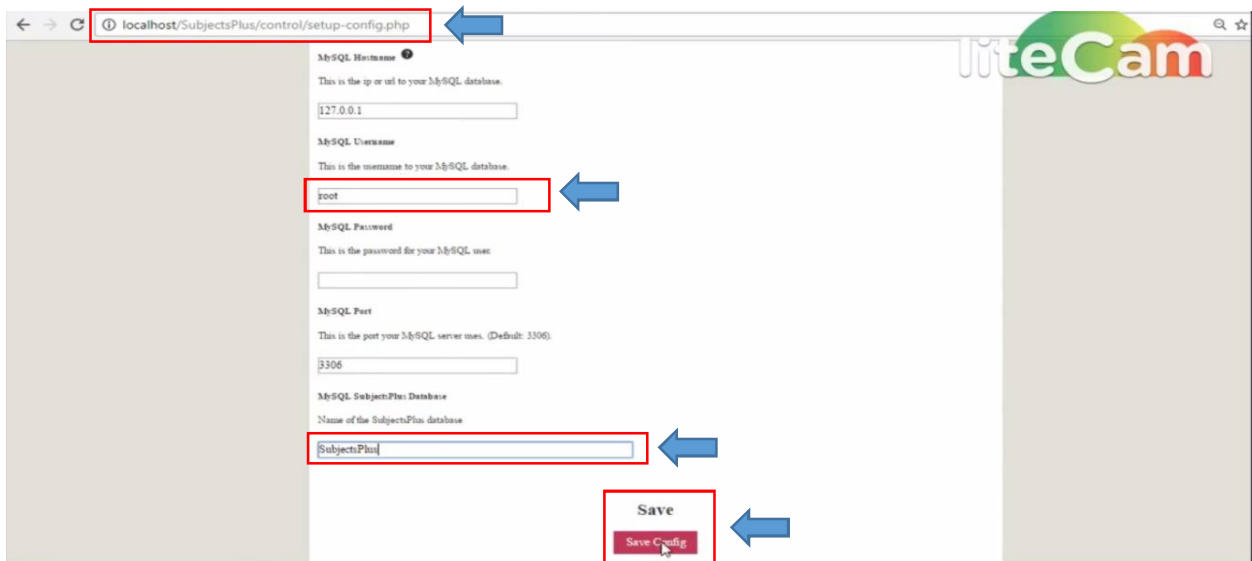 localhost/SubjectsPlus/control/setup-config.php
liteCam
MySQL Hostname
This is the ip or url to your MySQL database.
127.0.0.1
MySQL Username
This is the username to your MySQL database.
root
MySQL Password
This is the password for your MySQL user.
MySQL Port
This is the port your MySQL server uses. (Default: 3306).
3306
MySQL SubjectsPlus Database
Name of the SubjectsPlus database
SubjectsPlus
Save
Save Config